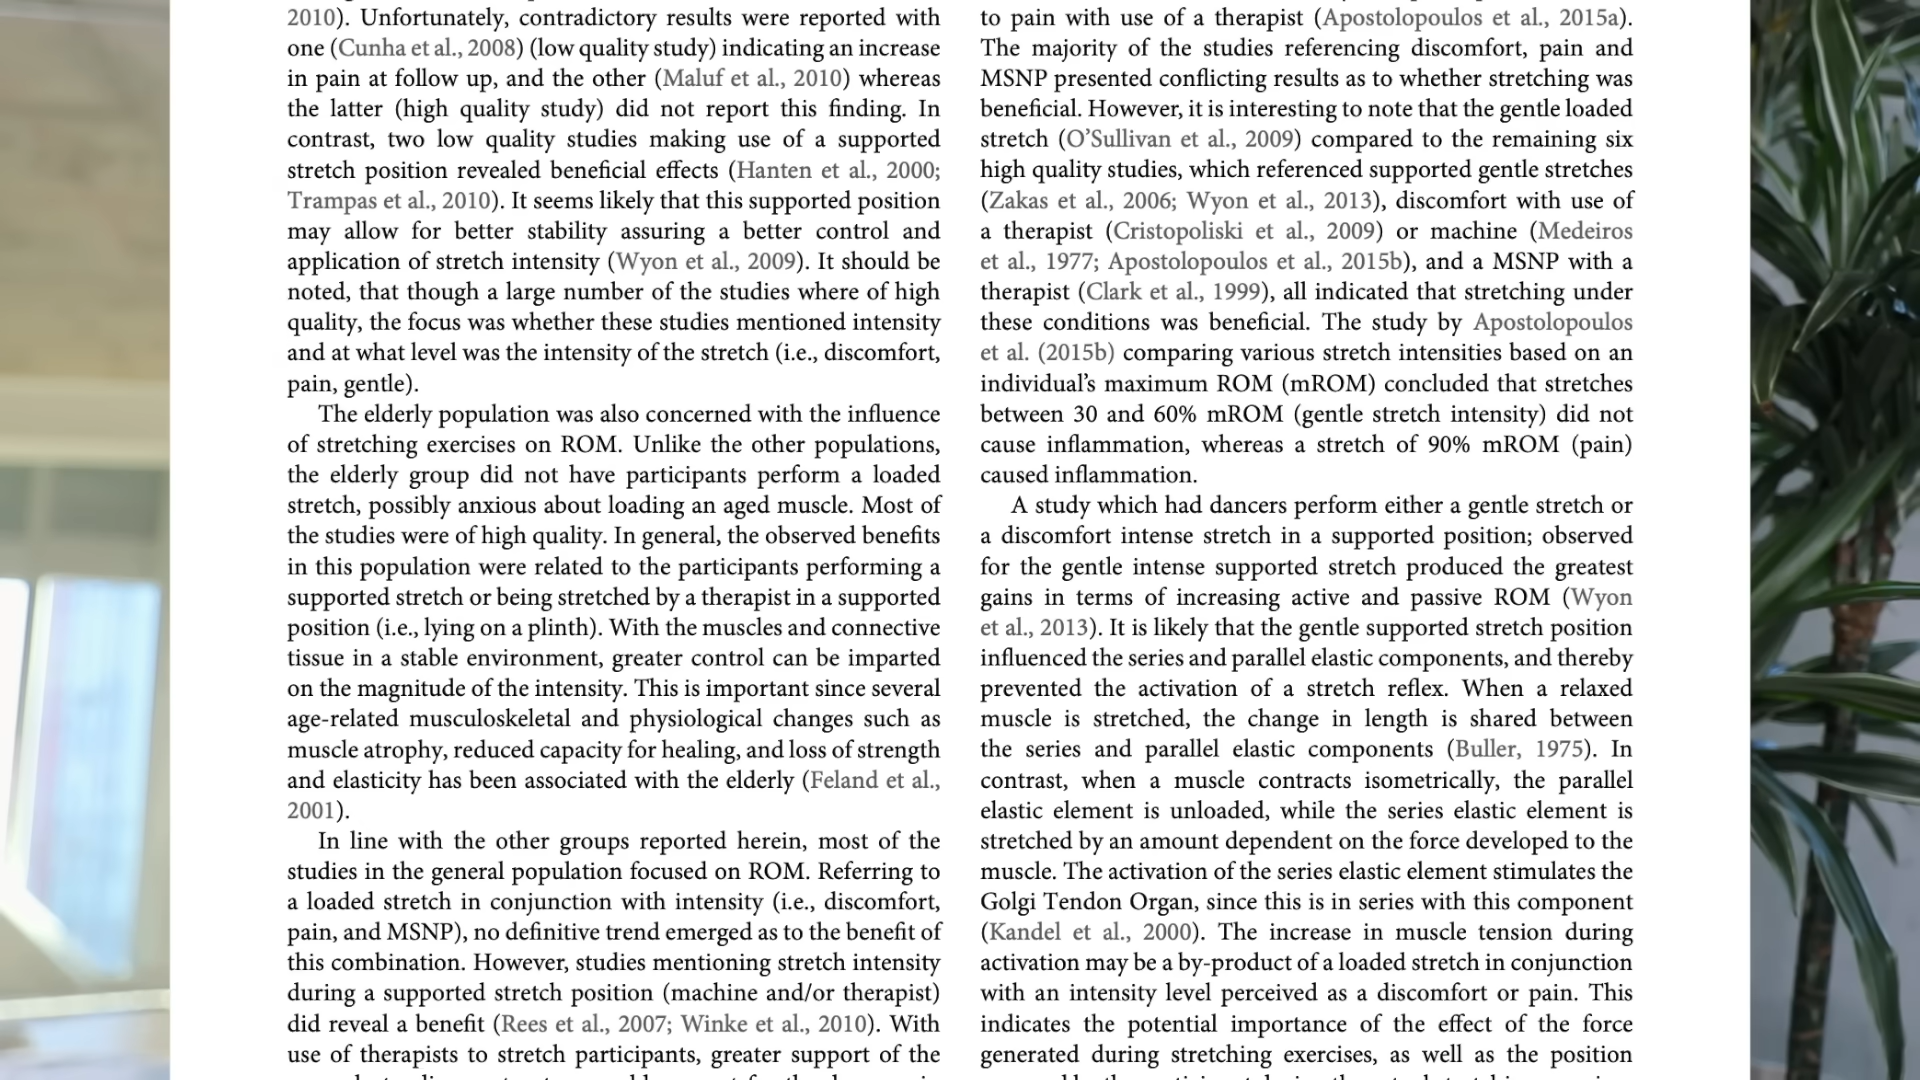 2010). Unfortunately, contradictory results were reported with
one (Cunha et al., 2008) (low quality study) indicating an increase
in pain at follow up, and the other (Maluf et al., 2010) whereas
the latter (high quality study) did not report this finding. In
contrast, two low quality studies making use of a supported
stretch position revealed beneficial effects (Hanten et al., 2000;
Trampas et al., 2010). It seems likely that this supported position
may allow for better stability assuring a better control and
application of stretch intensity (Wyon et al., 2009). It should be
noted, that though a large number of the studies where of high
quality, the focus was whether these studies mentioned intensity
and at what level was the intensity of the stretch (i.e., discomfort,
pain, gentle).
The elderly population was also concerned with the influence
of stretching exercises on ROM. Unlike the other populations,
the elderly group did not have participants perform a loaded
stretch, possibly anxious about loading an aged muscle. Most of
the studies were of high quality. In general, the observed benefits
in this population were related to the participants performing a
supported stretch or being stretched by a therapist in a supported
position (i.e., lying on a plinth). With the muscles and connective
tissue in a stable environment, greater control can be imparted
on the magnitude of the intensity. This is important since several
age-related musculoskeletal and physiological changes such as
muscle atrophy, reduced capacity for healing, and loss of strength
and elasticity has been associated with the elderly (Feland et al.,
2001).
In line with the other groups reported herein, most of the
studies in the general population focused on ROM. Referring to
a loaded stretch in conjunction with intensity (i.e., discomfort,
pain, and MSNP), no definitive trend emerged as to the benefit of
this combination. However, studies mentioning stretch intensity
during a supported stretch position (machine and/or therapist)
did reveal a benefit (Rees et al., 2007; Winke et al., 2010). With
use of therapists to stretch participants, greater support of the
to pain with use of a therapist (Apostolopoulos et al., 2015a).
The majority of the studies referencing discomfort, pain and
MSNP presented conflicting results as to whether stretching was
beneficial. However, it is interesting to note that the gentle loaded
stretch (O'Sullivan et al., 2009) compared to the remaining six
high quality studies, which referenced supported gentle stretches
(Zakas et al., 2006; Wyon et al., 2013), discomfort with use of
a therapist (Cristopoliski et al., 2009) or machine (Medeiros
et al., 1977; Apostolopoulos et al., 2015b), and a MSNP with a
therapist (Clark et al., 1999), all indicated that stretching under
these conditions was beneficial. The study by Apostolopoulos
et al. (2015b) comparing various stretch intensities based on an
individual's maximum ROM (mROM) concluded that stretches
between 30 and 60% mROM (gentle stretch intensity) did not
cause inflammation, whereas a stretch of 90% mROM (pain)
caused inflammation.
A study which had dancers perform either a gentle stretch or
a discomfort intense stretch in a supported position; observed
for the gentle intense supported stretch produced the greatest
gains in terms of increasing active and passive ROM (Wyon
et al., 2013). It is likely that the gentle supported stretch position
influenced the series and parallel elastic components, and thereby
prevented the activation of a stretch reflex. When a relaxed
muscle is stretched, the change in length is shared between
the series and parallel elastic components (Buller, 1975). In
contrast, when a muscle contracts isometrically, the parallel
elastic element is unloaded, while the series elastic element is
stretched by an amount dependent on the force developed to the
muscle. The activation of the series elastic element stimulates the
Golgi Tendon Organ, since this is in series with this component
(Kandel et al., 2000). The increase in muscle tension during
activation may be a by-product of a loaded stretch in conjunction
with an intensity level perceived as a discomfort or pain. This
indicates the potential importance of the effect of the force
generated during stretching exercises, as well as the position